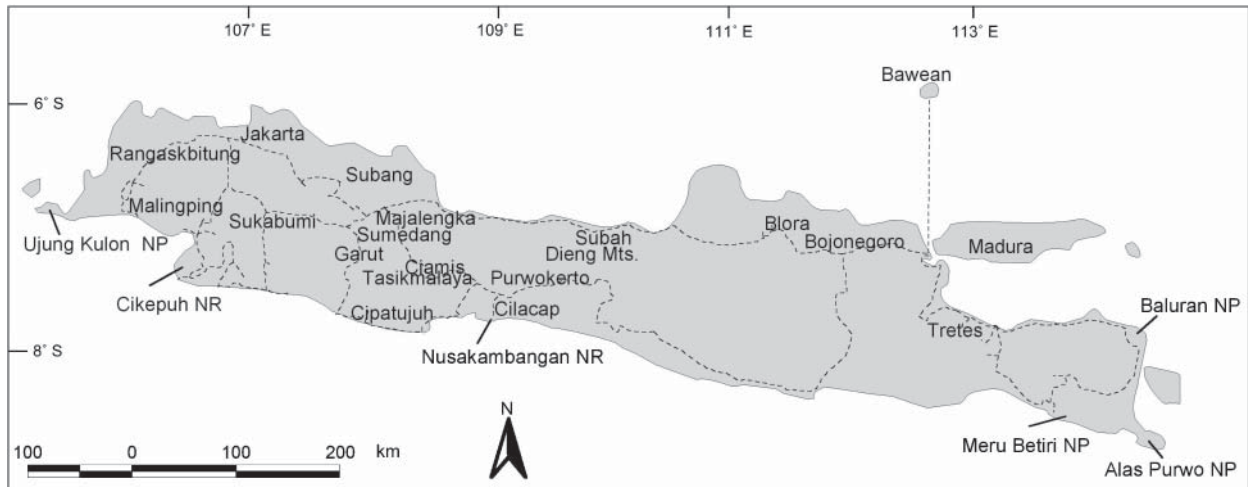 107° E 109° E 111° E 113° E
Bawean
6° S
Jakarta
Rangaskbitung
Subang
Malingping
Majalengka
Sukabumi
Blora
Sumedang
Subah
Bojonegoro
Madura
Ujung Kulon NP
Garut
Dieng Mts.
Ciamis
Tasikmalaya
Purwokerto
Cikepuh NR
Cipatujuh
Cilacap
Baluran NP
Tretes
8° S
Nusakambangan NR
N
Meru Betiri NP
100 0 100 200 km
Alas Purwo NP